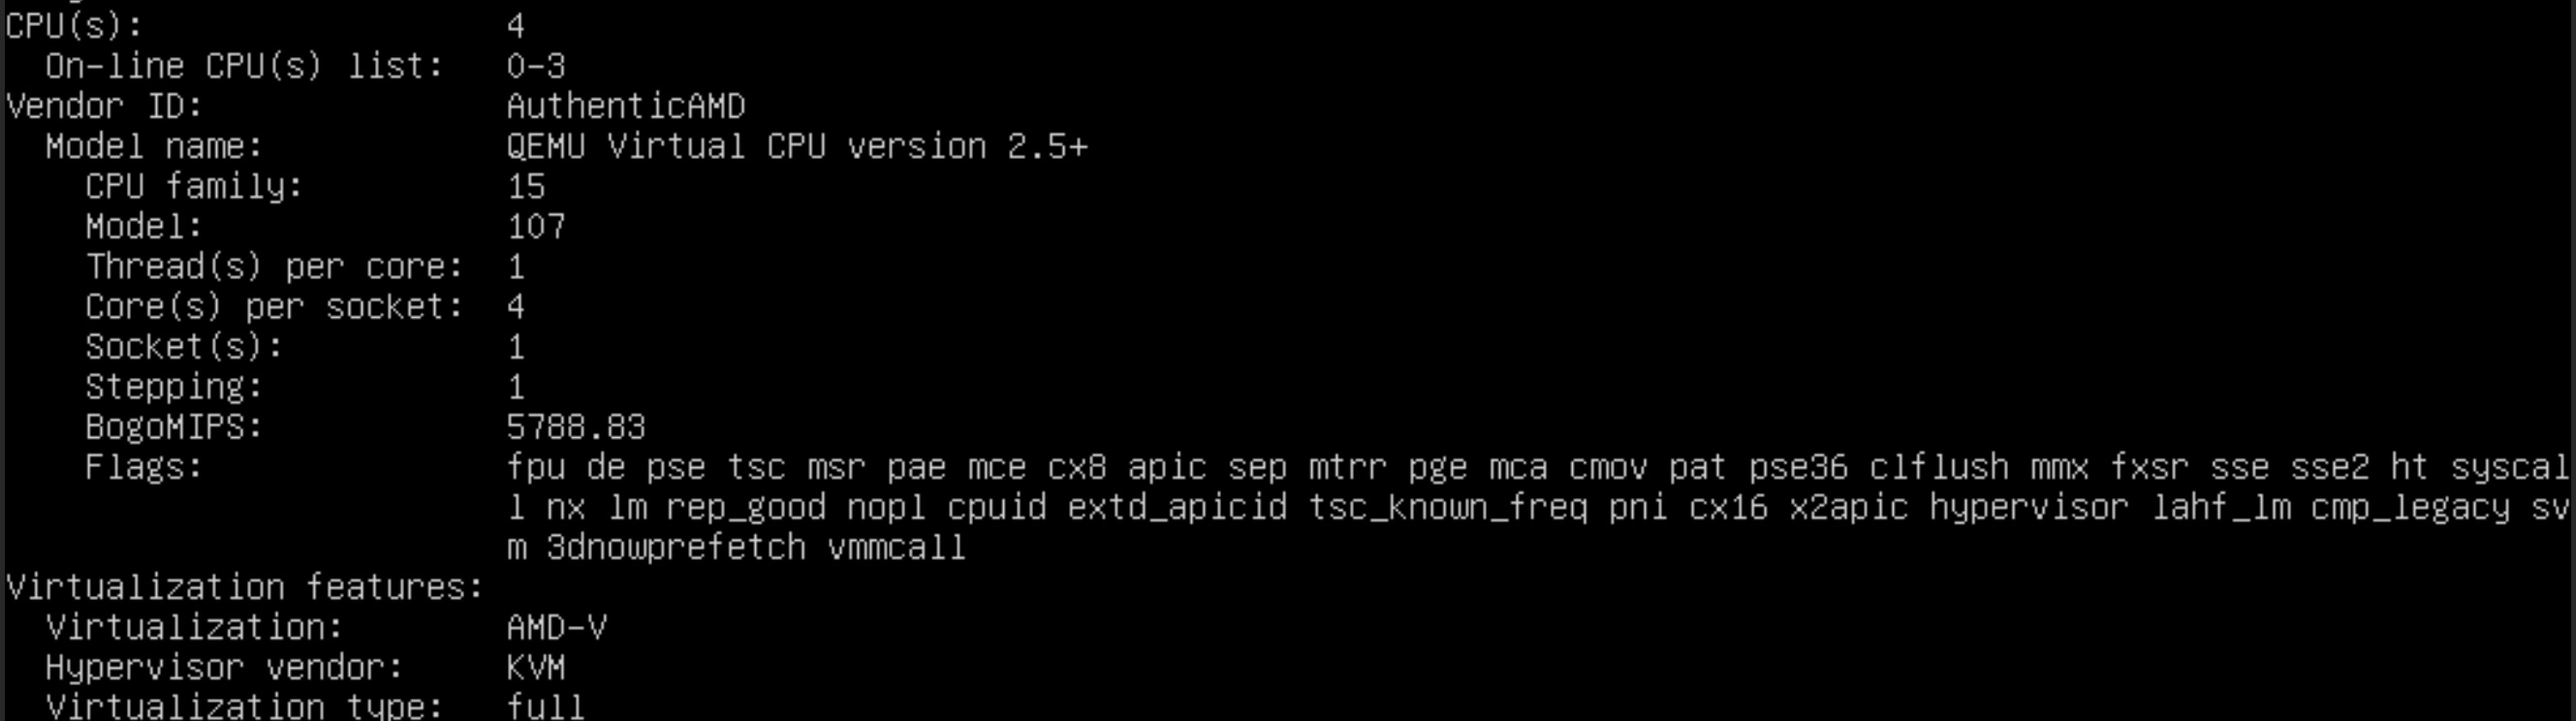 CPU(s): 4
On-line CPU(s) list: 0-3
Vendor ID: AuthenticAMD
Model name: QEMU Virtual CPU version 2.5+
CPU family: 15
Model: 107
Thread(s) per core: 1
Core(s) per socket: 4
Socket(s): 1
Stepping: 1
BogoMIPS: 5788.83
Flags: fpu de pse tsc msr pae mce cx8 apic sep mtrr pge mca cmov pat pse36 clflush mmx fxsr sse sse2 ht syscal
l nx lm rep_good nopl cpuid extd_apicid tsc_known_freq pni cx16 x2apic hypervisor lahf_lm cmp_legacy sv
m 3dnowprefetch vmmcall
Virtualization features:
Virtualization: AMD-V
Hypervisor vendor: KVM
Virtualization type: full